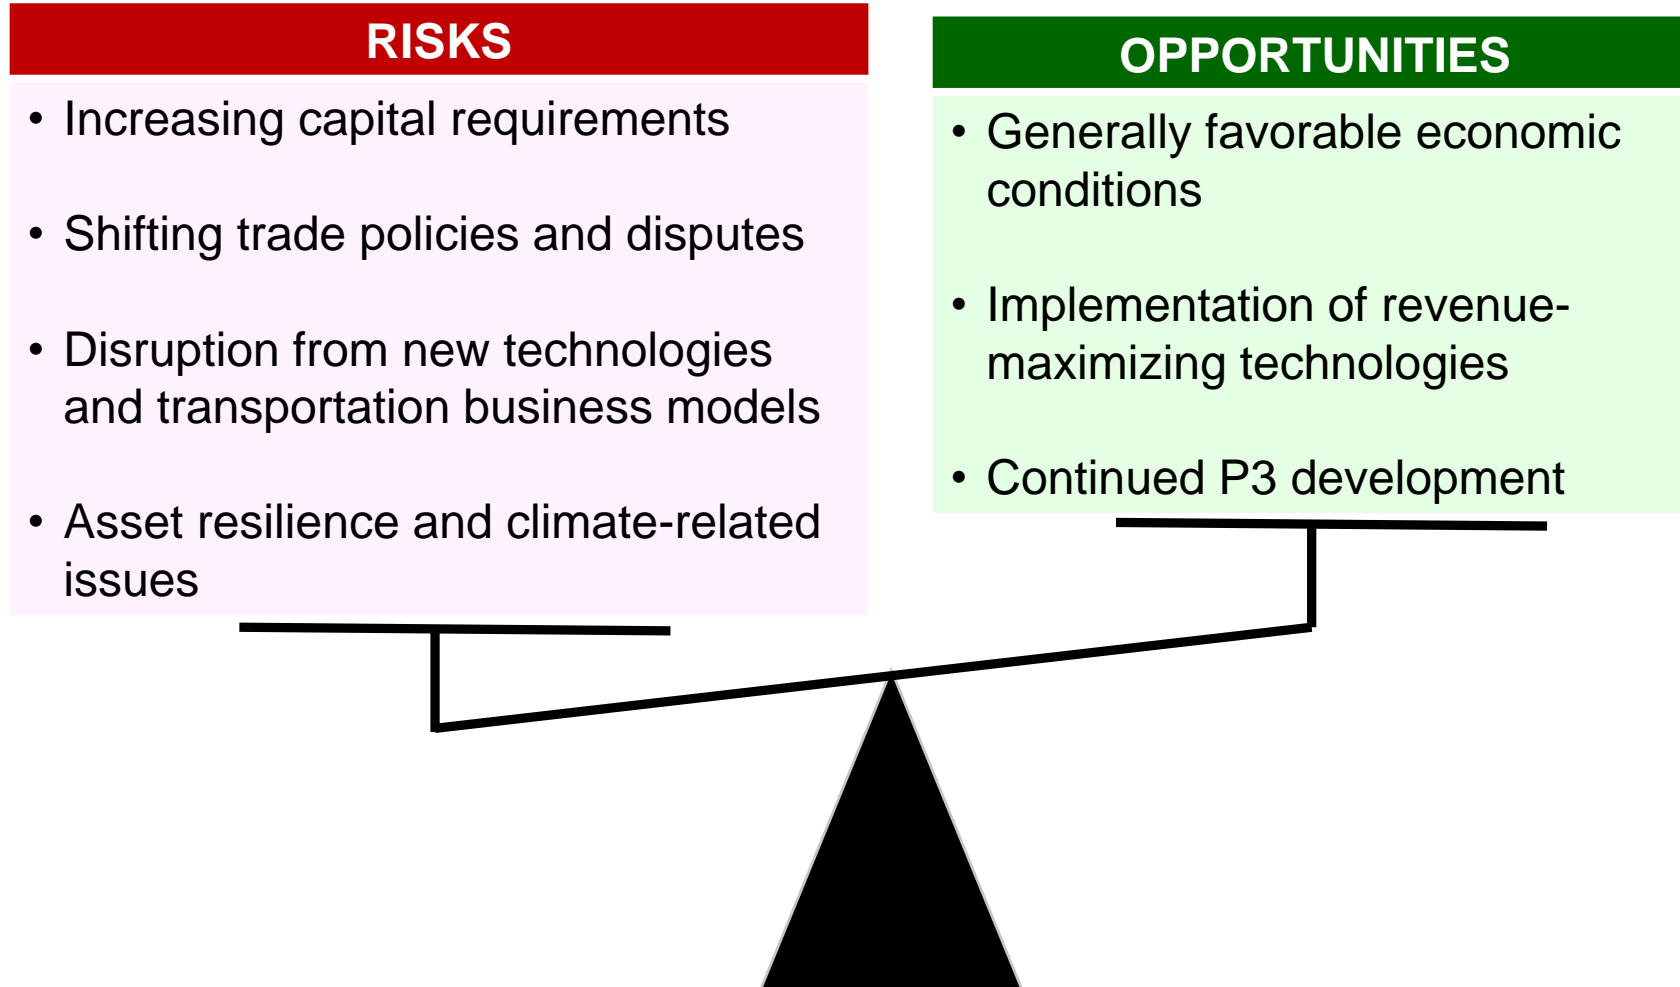 RISKS
• Increasing capital requirements
• Shifting trade policies and disputes
• Disruption from new technologies
and transportation business models
• Asset resilience and climate-related
issues
OPPORTUNITIES
• Generally favorable economic
conditions
• Implementation of revenue-
maximizing technologies
• Continued P3 development